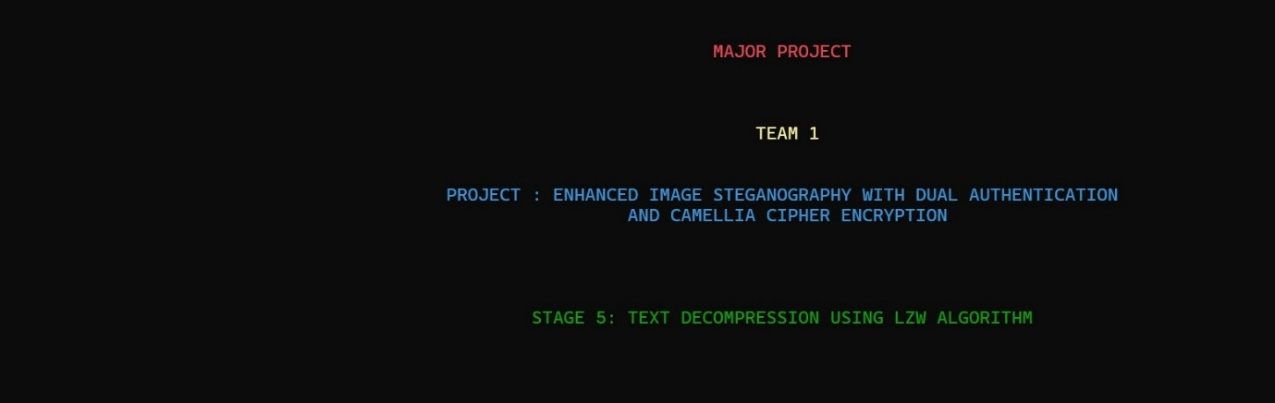 MAJOR PROJECT
TEAM 1
PROJECT : ENHANCED IMAGE STEGANOGRAPHY WITH DUAL AUTHENTICATION
AND CAMELLIA CIPHER ENCRYPTION
STAGE 5: TEXT DECOMPRESSION USING LZW ALGORITHM